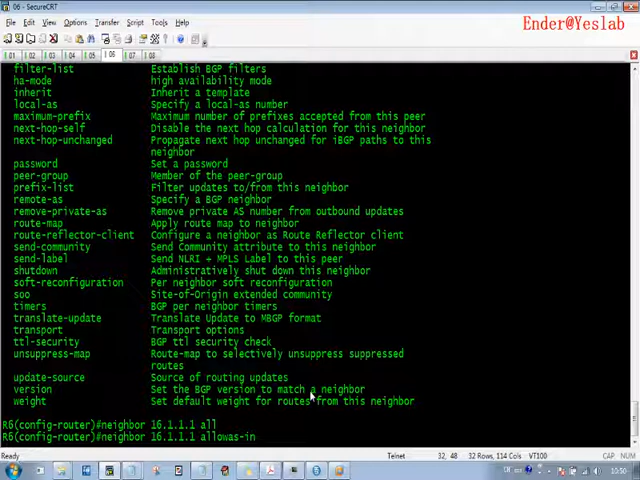 06 - SecureCRT
Ender@Yeslab
File Edit View Options Transfer Script Tools Help
01 02 03 04 05 06 07 08
filter-list Establish BGP filters
ha-mode high availability mode
inherit Inherit a template
local-as Specify a local-as number
maximum-prefix Maximum number of prefixes accepted from this peer
next-hop-self Disable the next hop calculation for this neighbor
next-hop-unchanged Propagate next hop unchanged for iBGP paths to this
neighbor
password Set a password
peer-group Member of the peer-group
prefix-list Filter updates to/from this neighbor
remote-as Specify a BGP neighbor
remove-private-as Remove private AS number from outbound updates
route-map Apply route map to neighbor
route-reflector-client Configure a neighbor as Route Reflector client
send-community Send Community attribute to this neighbor
send-label Send NLRI + MPLS Label to this peer
shutdown Administratively shut down this neighbor
soft-reconfiguration Per neighbor soft reconfiguration
soo Site-of-Origin extended community
timers BGP per neighbor timers
translate-update Translate Update to MBGP format
transport Transport options
ttl-security BGP ttl security check
unsuppress-map Route-map to selectively unsuppress suppressed
routes
update-source Source of routing updates
version Set the BGP version to match a neighbor
weight Set default weight for routes from this neighbor
R6(config-router)#neighbor 16.1.1.1 all
R6(config-router)#neighbor 16.1.1.1 allowas-in
Ready Telnet 32, 48 32 Rows, 114 Cols VT100 CAP NUM
10:50